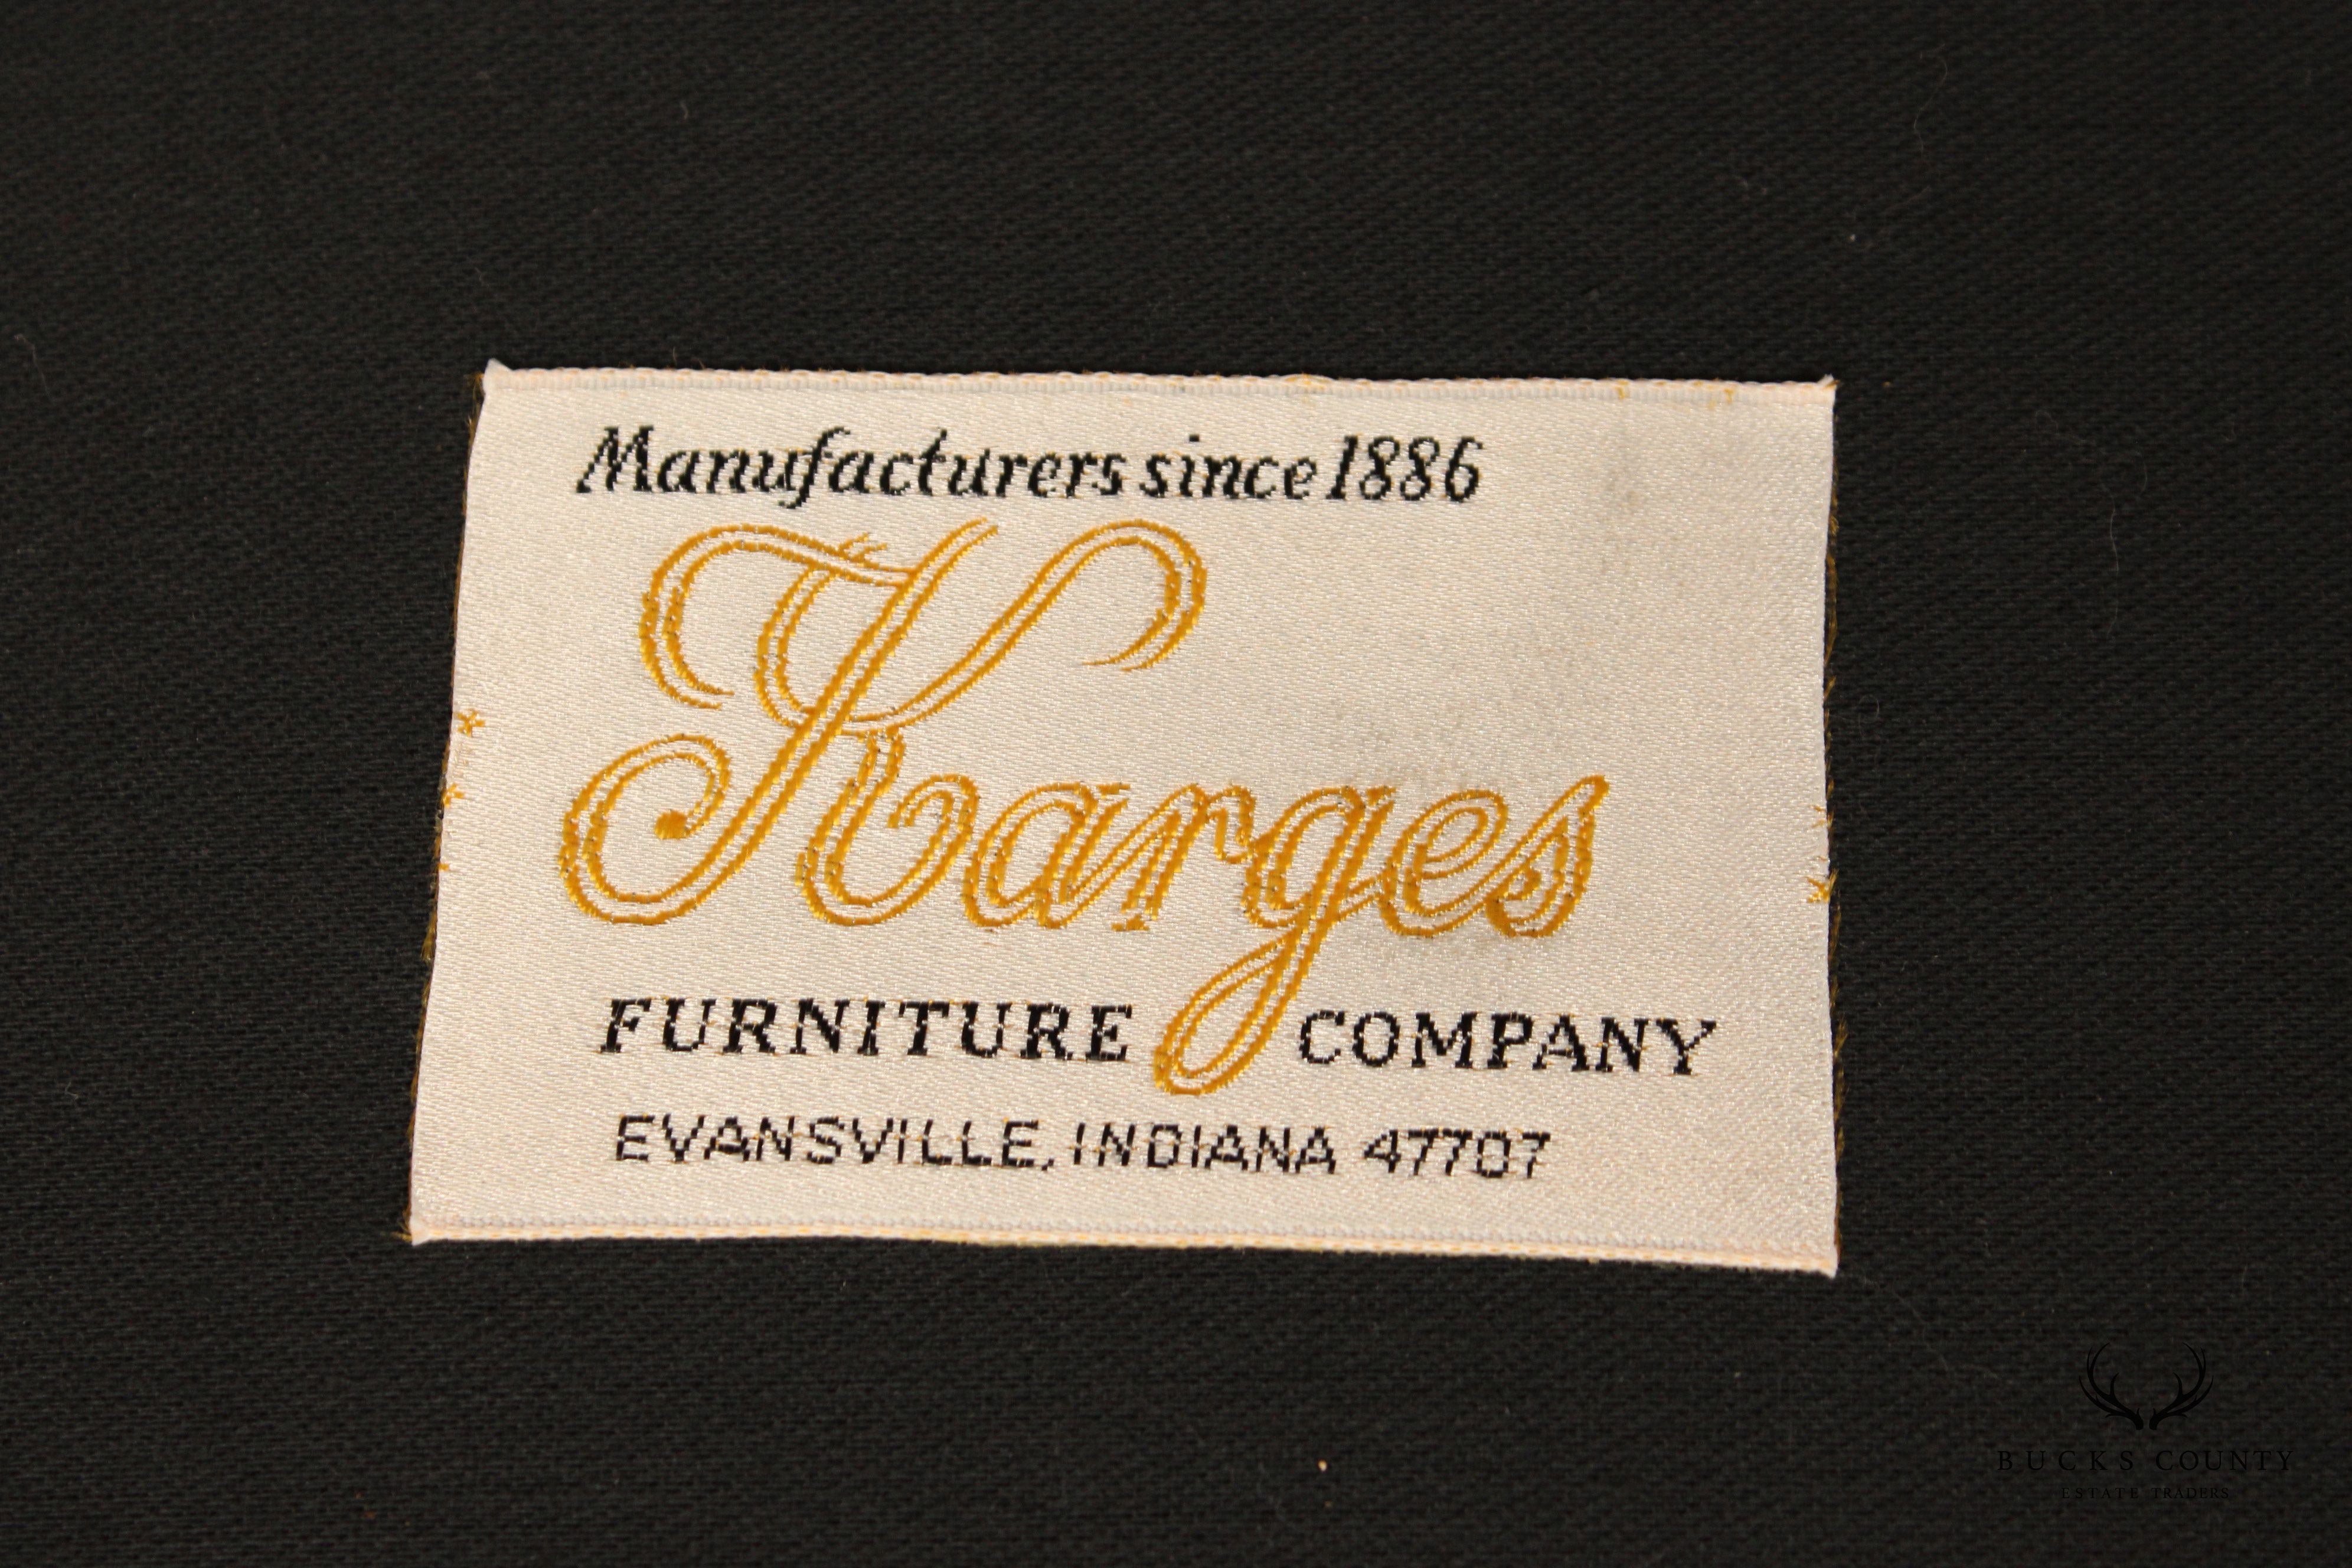 Manufacturers since 1886
Karges
FURNITURE COMPANY
EVANSVILLE, INDIANA 47707
BUCKS COUNTY
ESTATE TRADERS